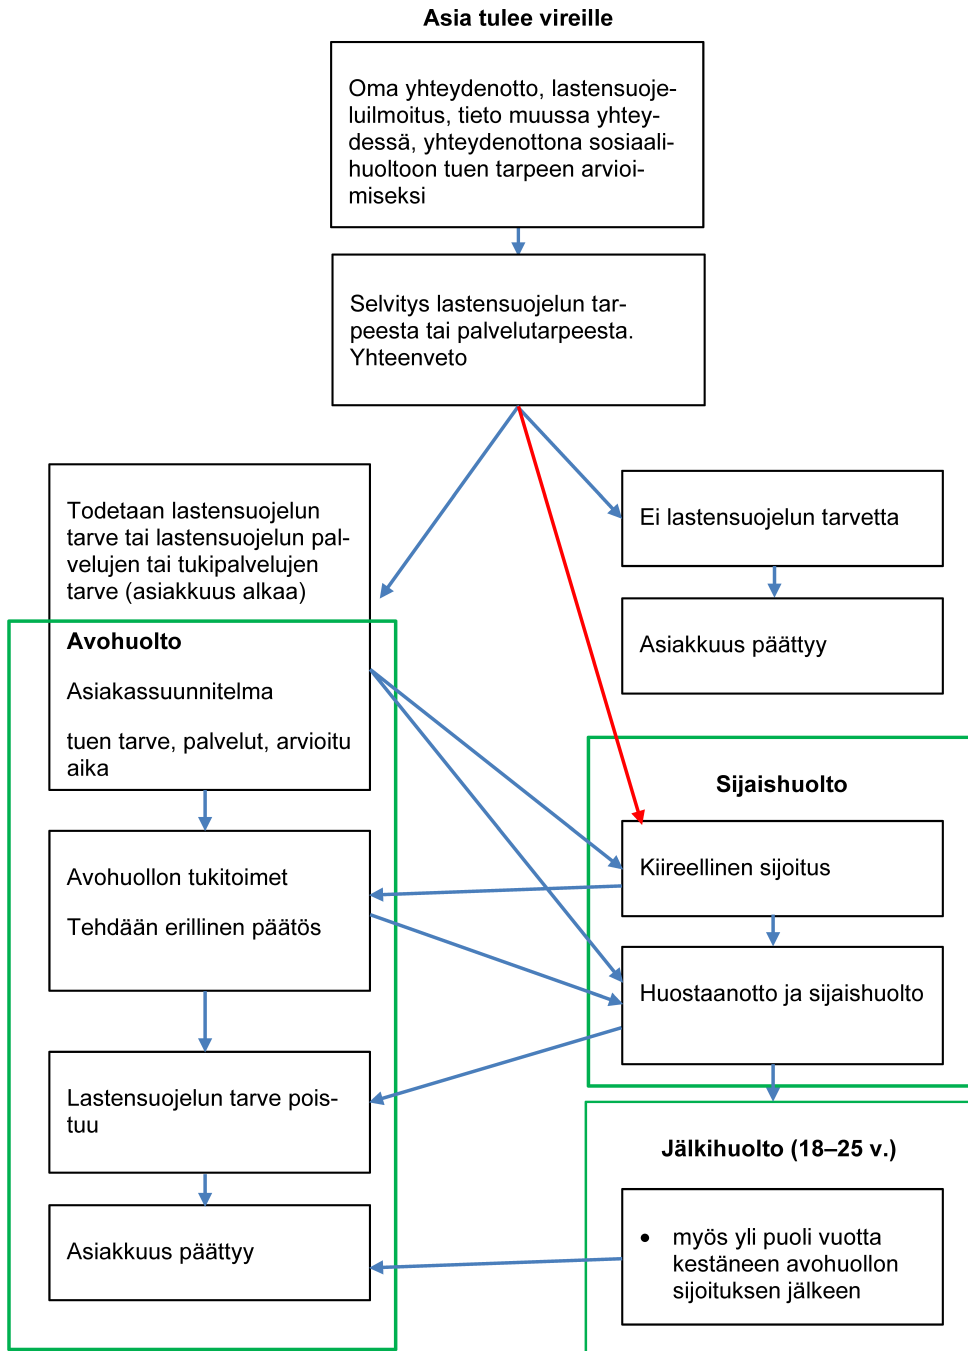 Asia tulee vireille
Oma yhteydenotto, lastensuoje-
luilmoitus, tieto muussa yhtey-
dessä, yhteydenottona sosiaali-
huoltoon tuen tarpeen arvioi-
miseksi
Selvitys lastensuojelun tar-
peesta tai palvelutarpeesta.
Yhteenveto
Todetaan lastensuojelun
tarve tai lastensuojelun pal-
velujen tai tukipalvelujen
tarve (asiakkuus alkaa)
Avohuolto
Asiakassuunnitelma
tuen tarve, palvelut, arvioitu
aika
Avohuollon tukitoimet
Tehdään erillinen päätös
Lastensuojelun tarve pois-
tuu
Asiakkuus päättyy
Ei lastensuojelun tarvetta
Asiakkuus päättyy
Sijaishuolto
Kiireellinen sijoitus
Huostaanotto ja sijaishuolto
Jälkihuolto (18–25 v.)
• myös yli puoli vuotta
kestäneen avohuollon
sijoituksen jälkeen